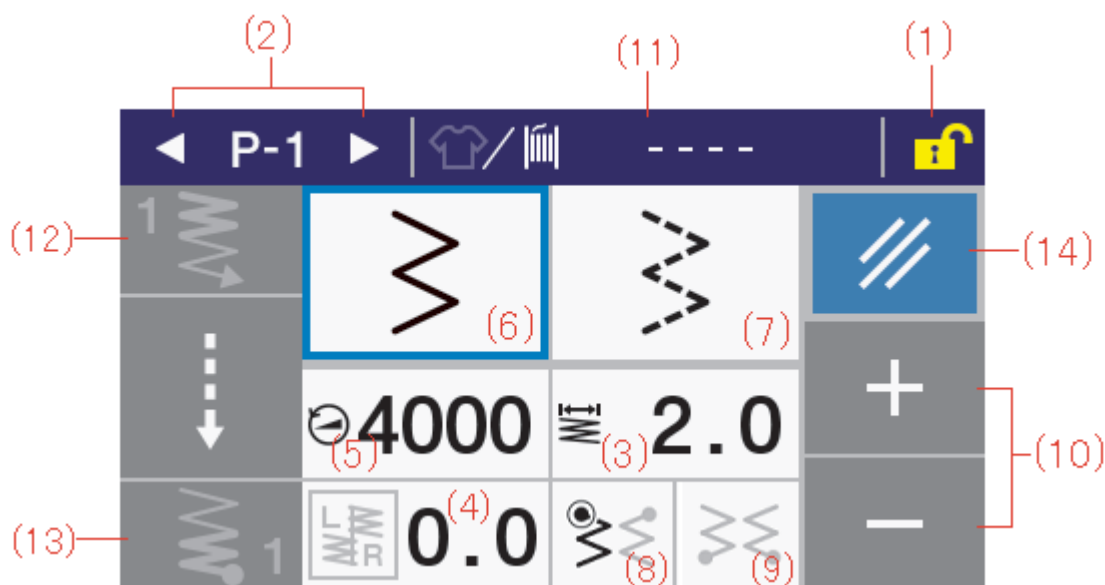 (2) (11) (1)
P-1 / ----
(12) 1 (14)
(6) (7)
(5) 4000 (3) 2.0
(10)
(13) 1 L R (4) 0.0 (8) (9)